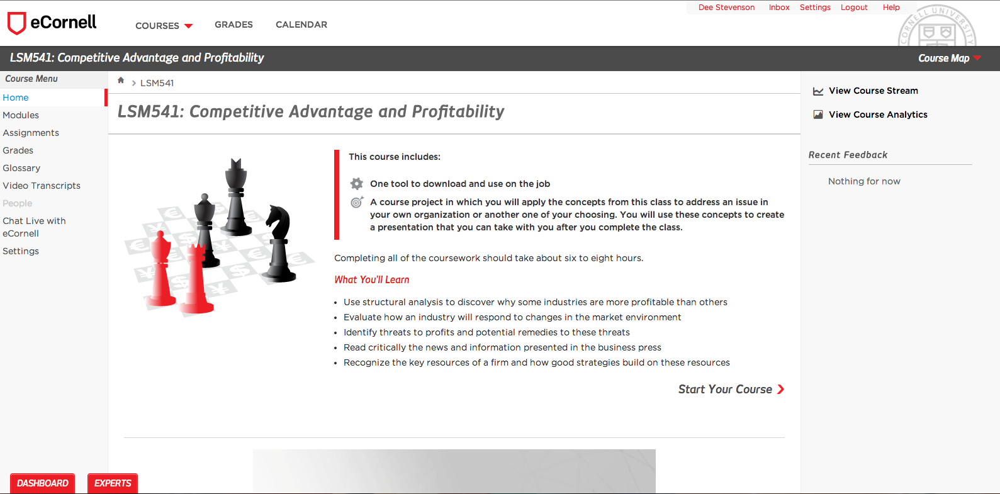 Dee Stevenson Inbox Settings Logout Help
eCornell
COURSES GRADES CALENDAR
CORNELL UNIVERSITY
LSM541: Competitive Advantage and Profitability
Course Map
Course Menu
Home
Modules
Assignments
Grades
Glossary
Video Transcripts
People
Chat Live with
eCornell
Settings
> LSM541
LSM541: Competitive Advantage and Profitability
This course includes:
One tool to download and use on the job
A course project in which you will apply the concepts from this class to address an issue in
your own organization or another one of your choosing. You will use these concepts to create
a presentation that you can take with you after you complete the class.
Completing all of the coursework should take about six to eight hours.
What You'll Learn
• Use structural analysis to discover why some industries are more profitable than others
• Evaluate how an industry will respond to changes in the market environment
• Identify threats to profits and potential remedies to these threats
• Read critically the news and information presented in the business press
• Recognize the key resources of a firm and how good strategies build on these resources
Start Your Course
View Course Stream
View Course Analytics
Recent Feedback
Nothing for now
DASHBOARD EXPERTS